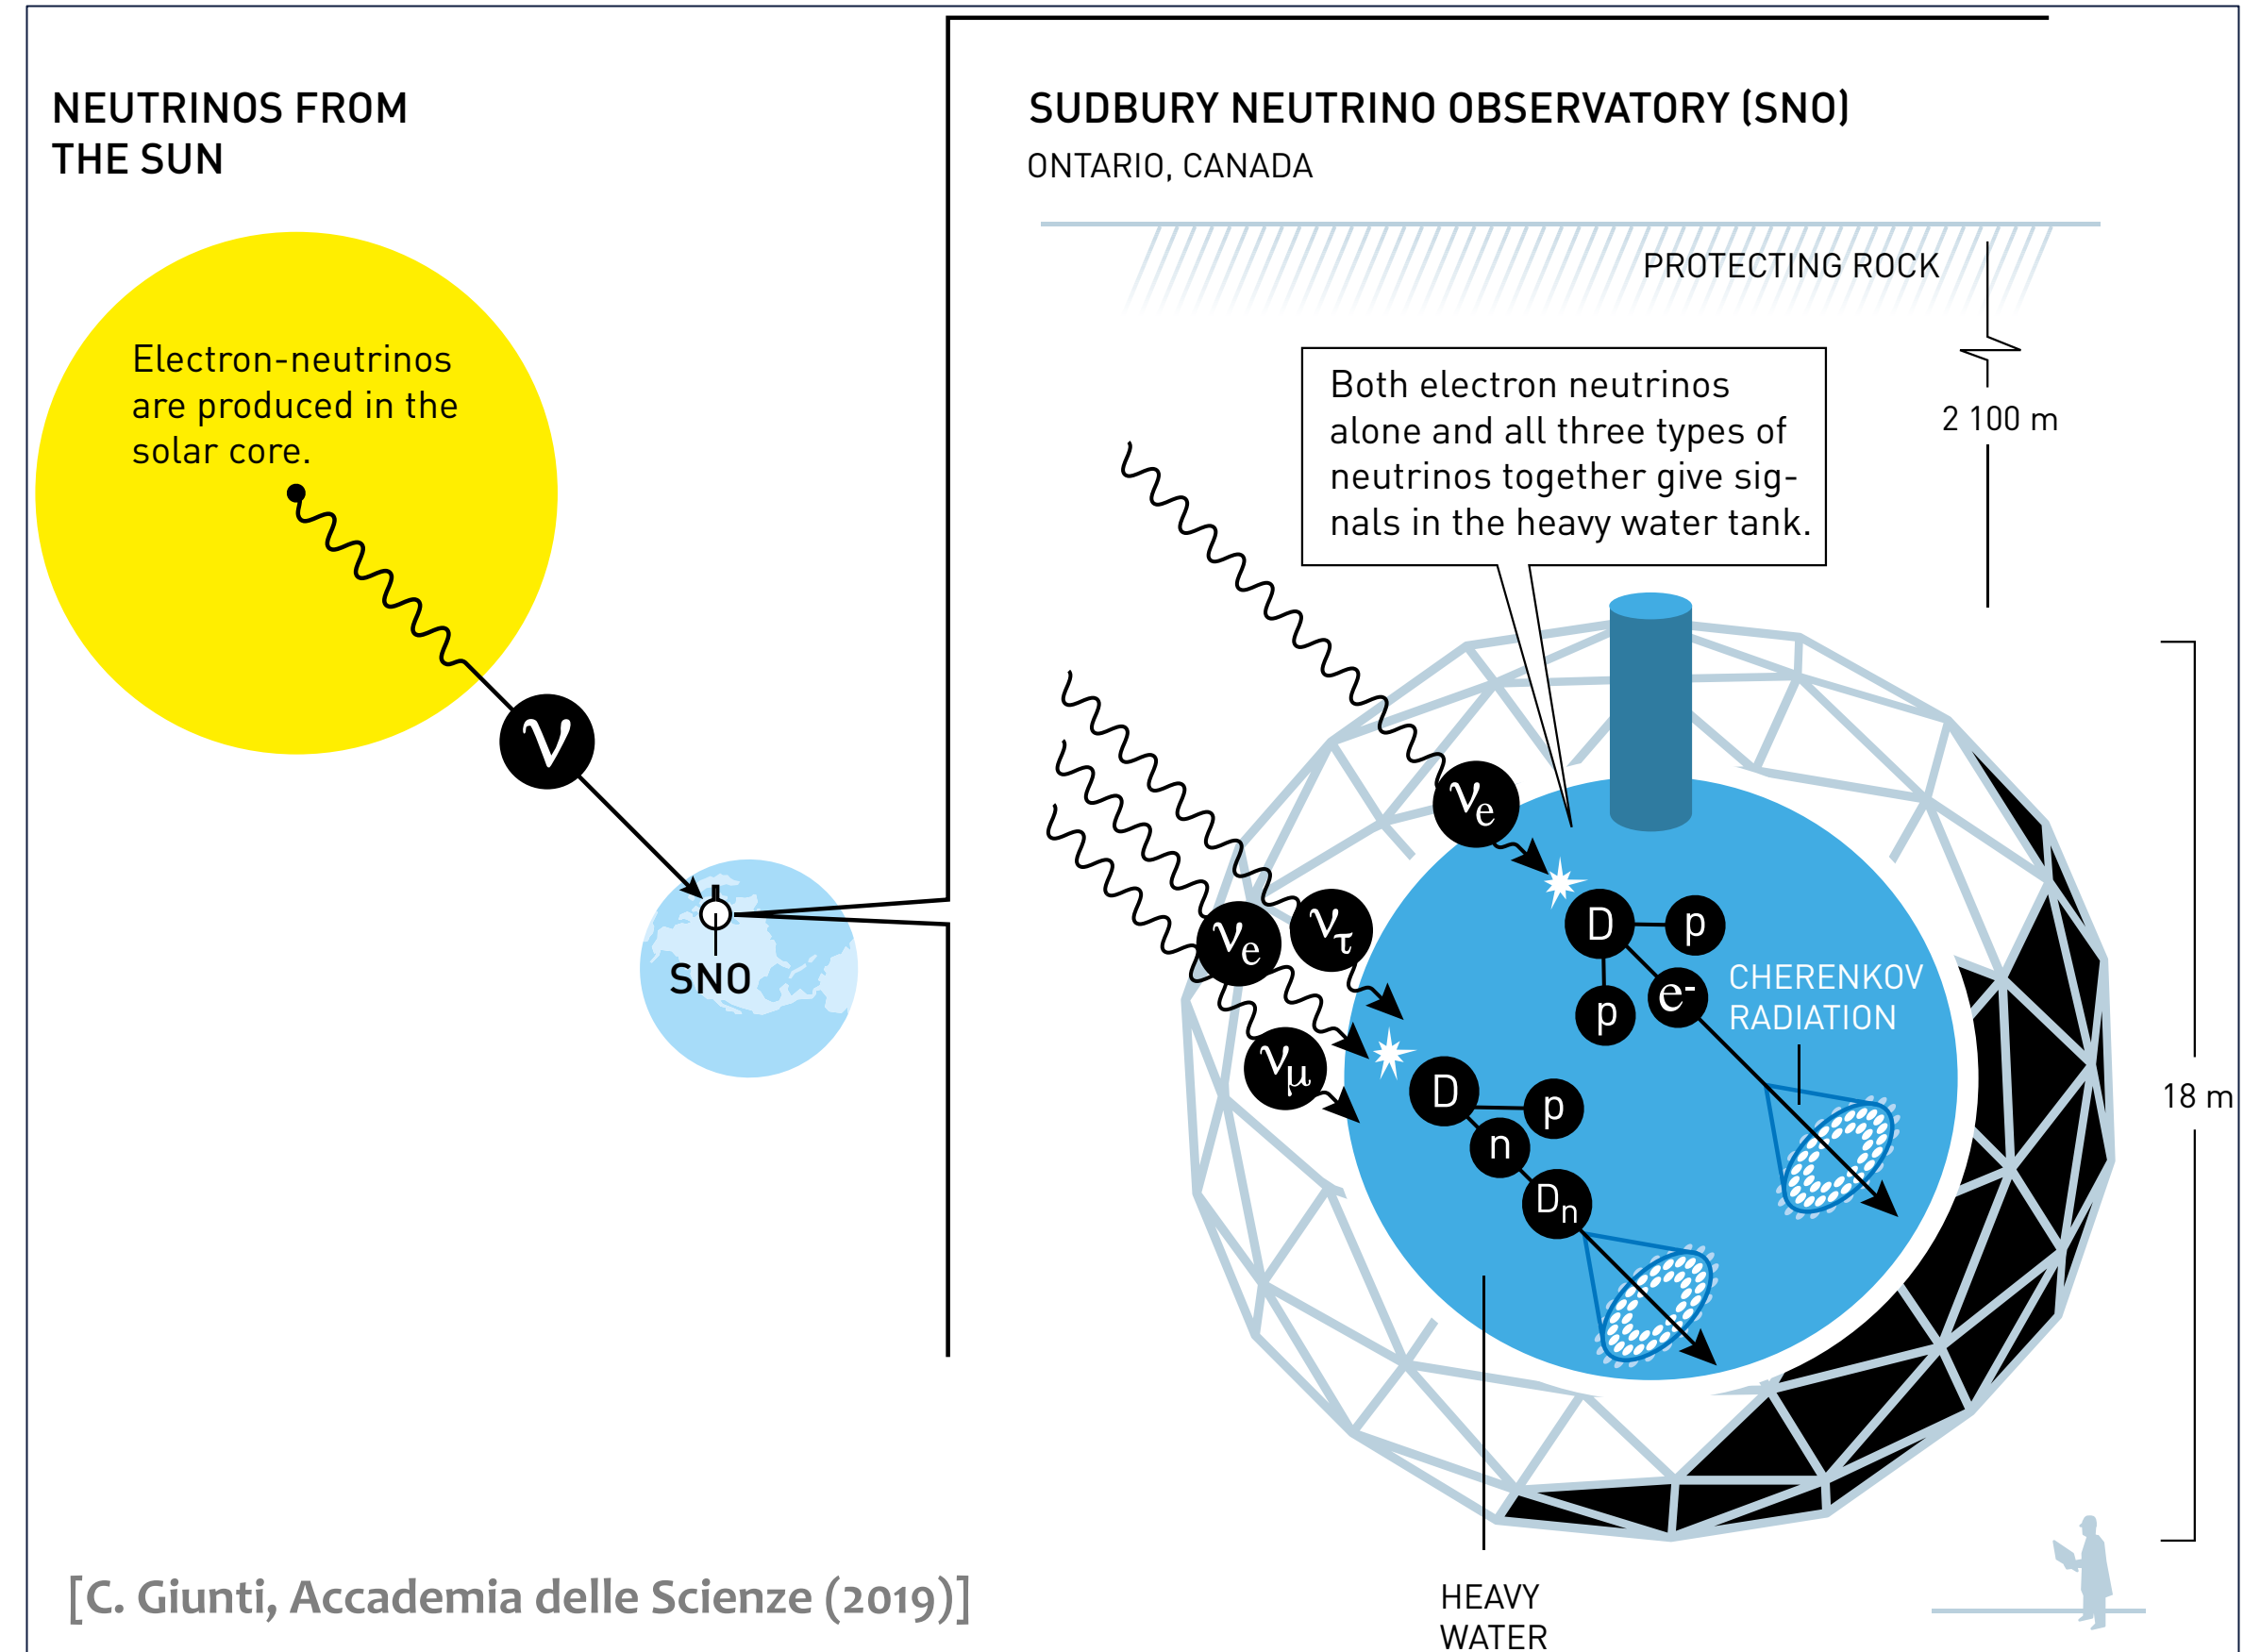 NEUTRINOS FROM
THE SUN
Electron-neutrinos
are produced in the
solar core.
ν
SNO
SUDBURY NEUTRINO OBSERVATORY (SNO)
ONTARIO, CANADA
PROTECTING ROCK
2 100 m
Both electron neutrinos
alone and all three types of
neutrinos together give sig-
nals in the heavy water tank.
νe
νe
ντ
νμ
D
p
p
e-
CHERENKOV
RADIATION
D
p
n
Dn
18 m
HEAVY
WATER
[C. Giunti, Accademia delle Scienze (2019)]